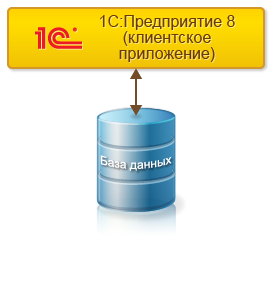 1С
1С:Предприятие 8
(клиентское
приложение)
База данных